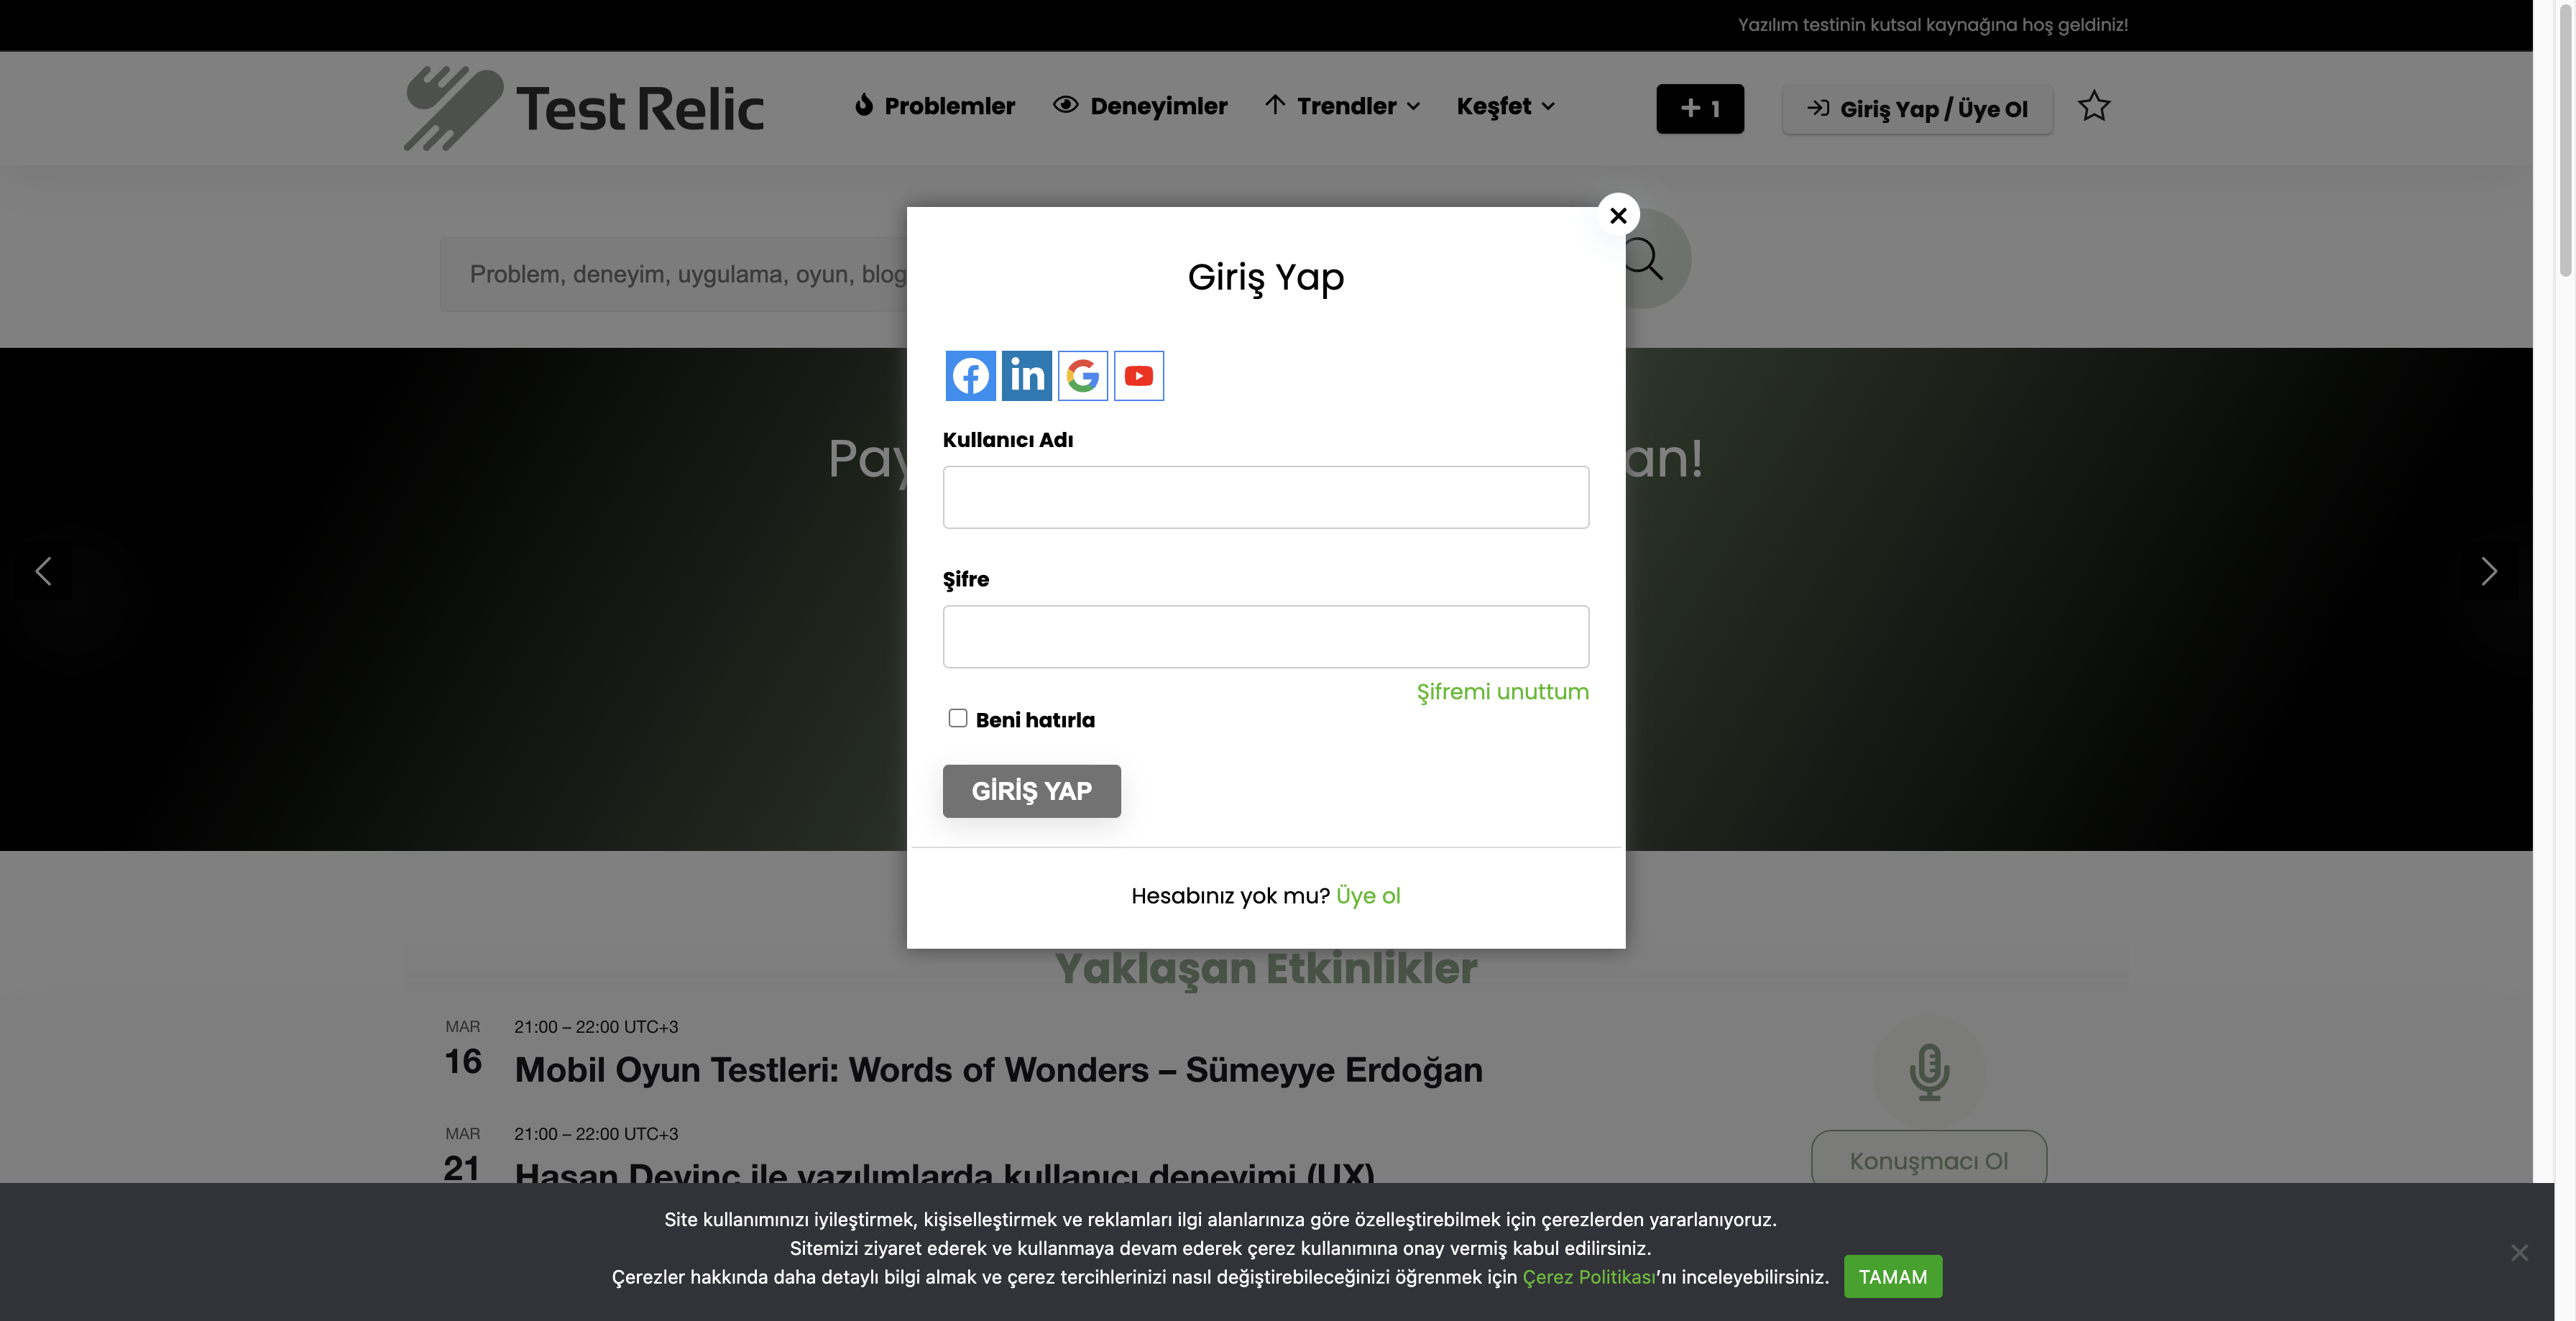 Yazılım testinin kutsal kaynağına hoş geldiniz!
Test Relic
Problemler
Deneyimler
Trendler
Keşfet
+ 1
Giriş Yap / Üye Ol
Problem, deneyim, uygulama, oyun, blog
Giriş Yap
Kullanıcı Adı
Şifre
Şifremi unuttum
Beni hatırla
GİRİŞ YAP
Hesabınız yok mu? Üye ol
Yaklaşan Etkinlikler
MAR 21:00 – 22:00 UTC+3
16 Mobil Oyun Testleri: Words of Wonders – Sümeyye Erdoğan
MAR 21:00 – 22:00 UTC+3
21 Hasan Devinç ile yazılımlarda kullanıcı deneyimi (UX)
Konuşmacı Ol
Site kullanımınızı iyileştirmek, kişiselleştirmek ve reklamları ilgi alanlarınıza göre özelleştirebilmek için çerezlerden yararlanıyoruz.
Sitemizi ziyaret ederek ve kullanmaya devam ederek çerez kullanımına onay vermiş kabul edilirsiniz.
Çerezler hakkında daha detaylı bilgi almak ve çerez tercihlerinizi nasıl değiştirebileceğinizi öğrenmek için Çerez Politikası’nı inceleyebilirsiniz. TAMAM